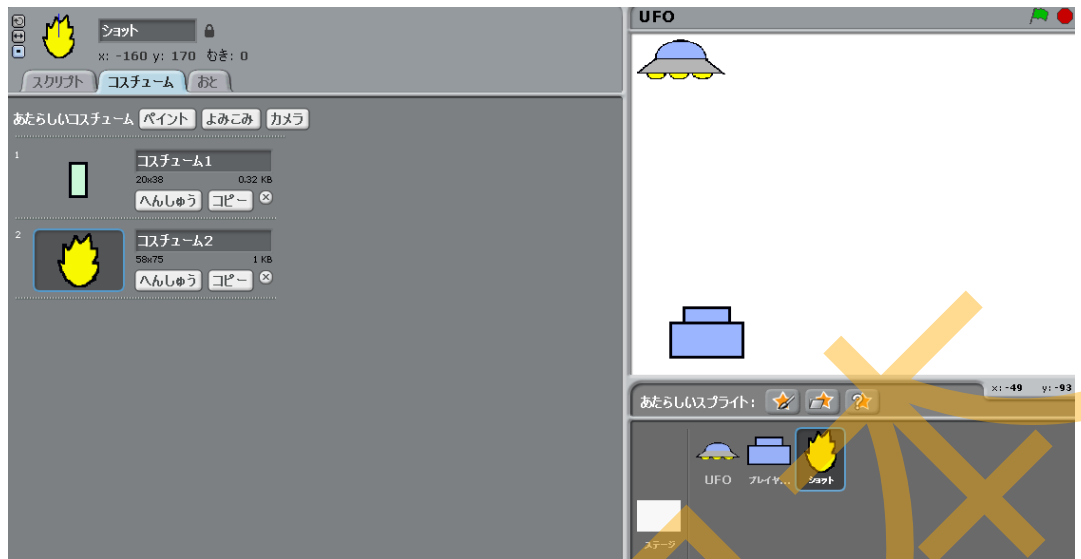 ショット
x: -160 y: 170 むき: 0
スクリプト コスチューム おと
あたらしいコスチューム ペイント よみこみ カメラ
1
コスチューム1
20x38 0.32 KB
へんしゅう コピー
2
コスチューム2
58x75 1 KB
へんしゅう コピー
UFO
x: -49 y: -93
あたらしいスプライト:
UFO プレイヤ... ショット
ステージ